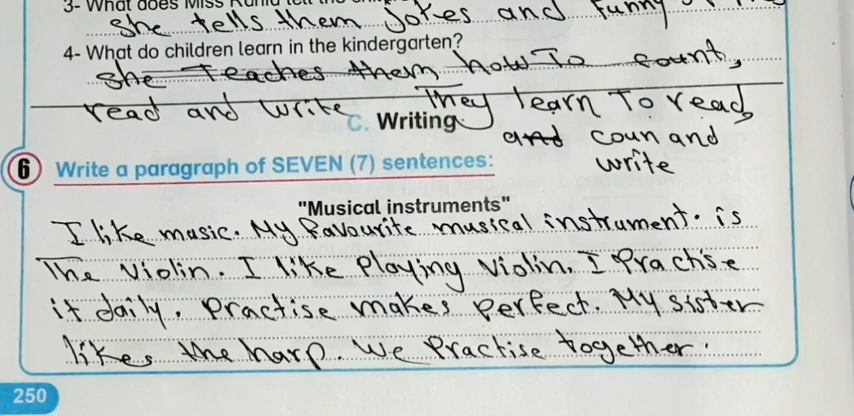 3- What does Miss Rania tell the
She tells them jokes and funny
4- What do children learn in the kindergarten?
She Teaches them how To count,
read and write They learn To read,
C. Writing
and coun and
write
6 Write a paragraph of SEVEN (7) sentences:
"Musical instruments"
I like music. My favourite musical instrument. is
The violin. I like Playing violin. I Practise
it daily. Practise makes perfect. My sister
likes the harp. We Practise together.
250